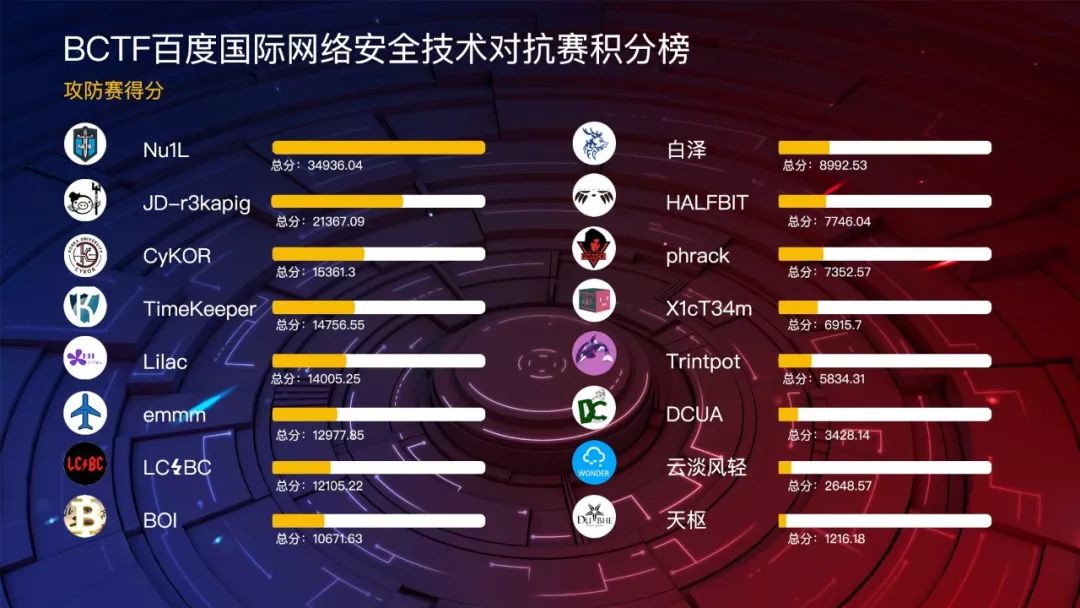 BCTF百度国际网络安全技术对抗赛积分榜
攻防赛得分
Nu1L
总分：34936.04
JD-r3kapig
总分：21367.09
CyKOR
总分：15361.3
TimeKeeper
总分：14756.55
Lilac
总分：14005.25
emmm
总分：12977.85
LC⚡BC
LC⚡BC
总分：12105.22
B
BOI
总分：10671.63
白泽
总分：8992.53
HALFBIT
总分：7746.04
phrack
总分：7352.57
X1cT34m
总分：6915.7
Trintpot
总分：5834.31
DC
DCUA
总分：3428.14
WONDER
云淡风轻
总分：2648.57
DUBHE
天枢
总分：1216.18